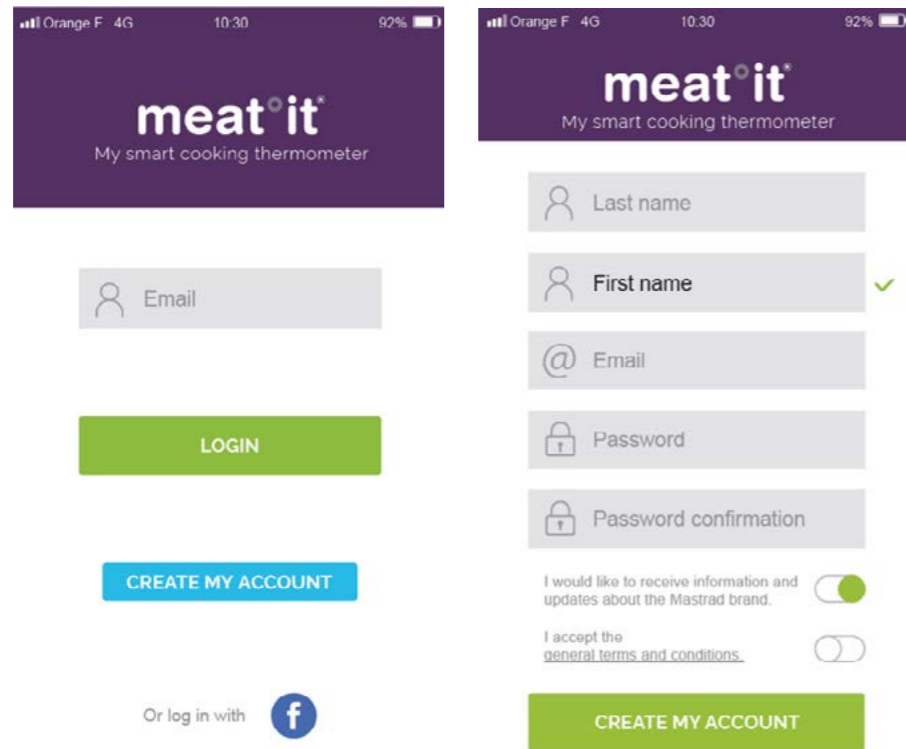 Orange F 4G 10:30 92%
meat°it®
My smart cooking thermometer
Email
LOGIN
CREATE MY ACCOUNT
Or log in with f
Orange F 4G 10:30 92%
meat°it®
My smart cooking thermometer
Last name
First name
@ Email
Password
Password confirmation
I would like to receive information and
updates about the Mastrad brand.
I accept the
general terms and conditions.
CREATE MY ACCOUNT